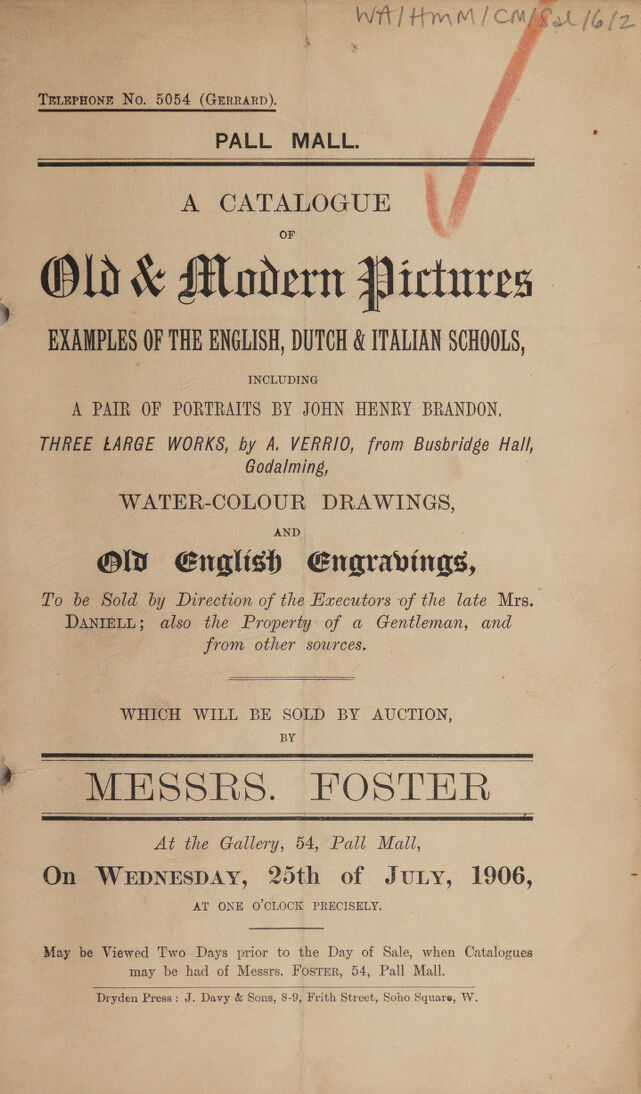 WA/HMM/CM/Sal/6/2
TELEPHONE NO. 5054 (GERRARD).
PALL MALL.
A CATALOGUE
OF
Old & Modern Pictures
EXAMPLES OF THE ENGLISH, DUTCH & ITALIAN SCHOOLS,
INCLUDING
A PAIR OF PORTRAITS BY JOHN HENRY BRANDON,
THREE LARGE WORKS, by A. VERRIO, from Busbridge Hall,
Godalming,
WATER-COLOUR DRAWINGS,
AND
Old English Engravings,
To be Sold by Direction of the Executors of the late Mrs.
DANIELL; also the Property of a Gentleman, and
from other sources.
WHICH WILL BE SOLD BY AUCTION,
BY
MESSRS. FOSTER
At the Gallery, 54, Pall Mall,
On WEDNESDAY, 25th of JULY, 1906,
AT ONE O'CLOCK PRECISELY.
May be Viewed Two Days prior to the Day of Sale, when Catalogues
may be had of Messrs. FOSTER, 54, Pall Mall.
Dryden Press: J. Davy & Sons, 8-9, Frith Street, Soho Square, W.